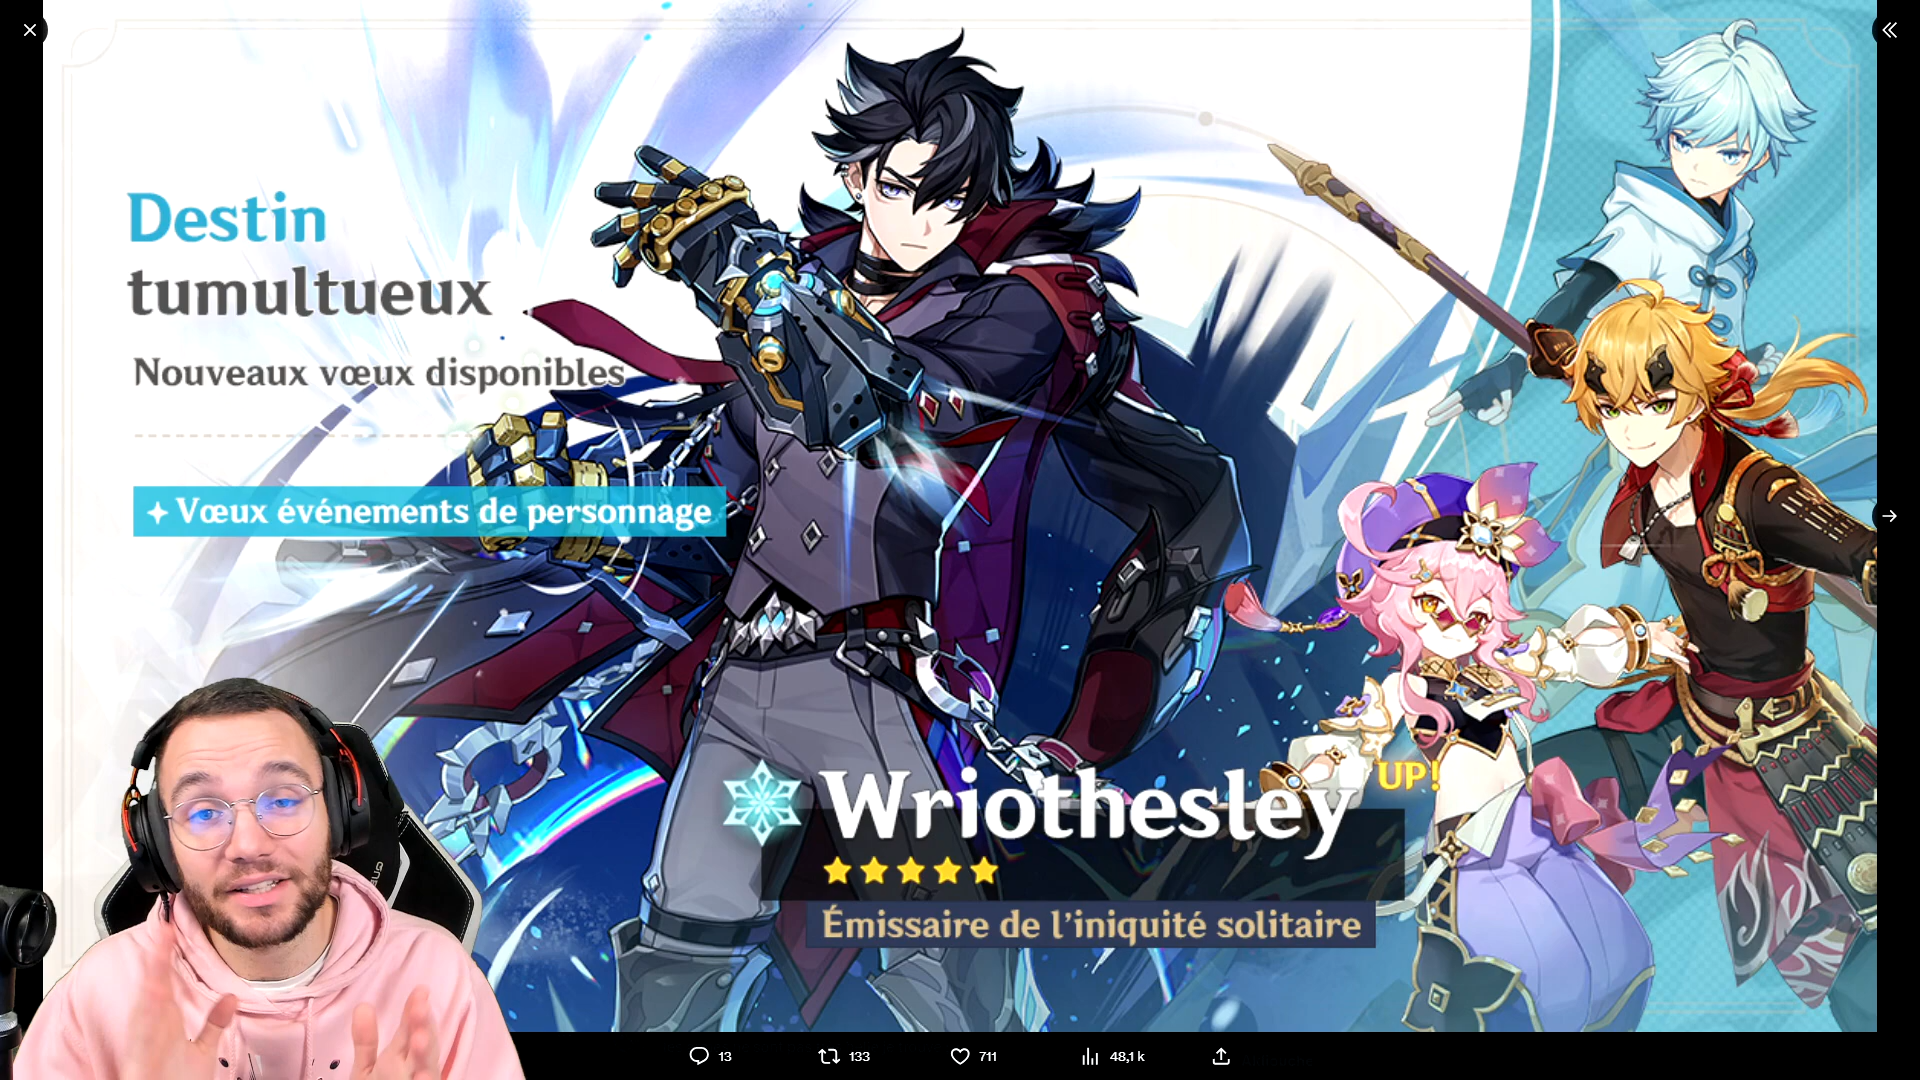 Destin
tumultueux
Nouveaux vœux disponibles
Vœux événements de personnage
UP!
Wriothesley
Émissaire de l'iniquité solitaire
13
133
711
48,1 k